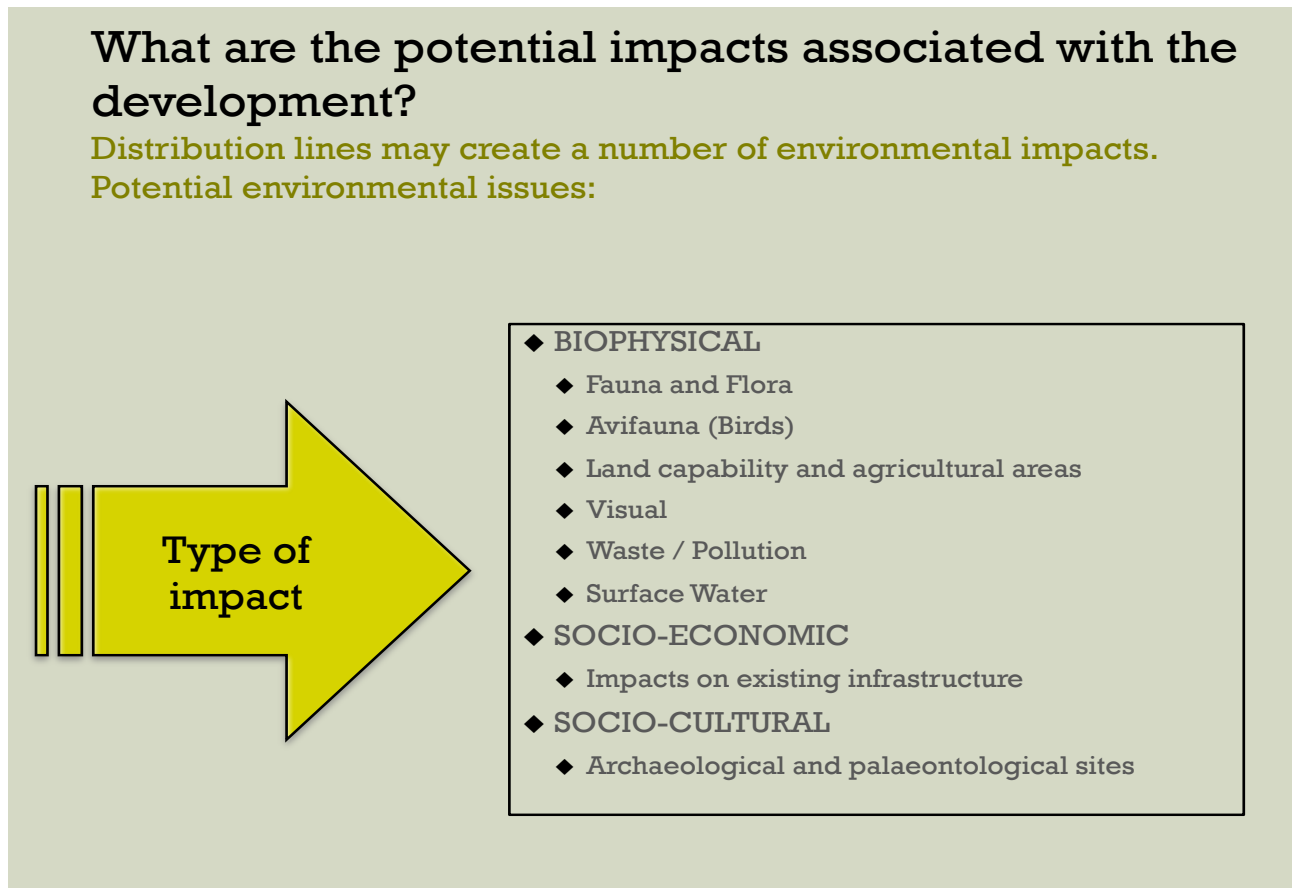 What are the potential impacts associated with the
development?
Distribution lines may create a number of environmental impacts.
Potential environmental issues:
Type of
impact
◆ BIOPHYSICAL
◆ Fauna and Flora
◆ Avifauna (Birds)
◆ Land capability and agricultural areas
◆ Visual
◆ Waste / Pollution
◆ Surface Water
◆ SOCIO-ECONOMIC
◆ Impacts on existing infrastructure
◆ SOCIO-CULTURAL
◆ Archaeological and palaeontological sites